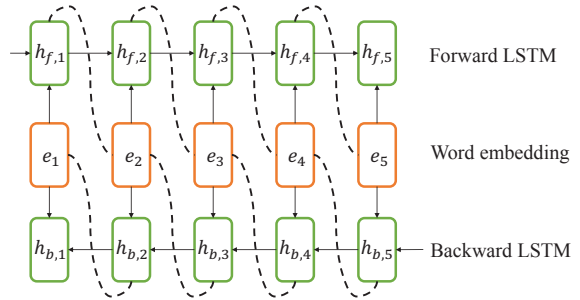 h_{f,1} h_{f,2} h_{f,3} h_{f,4} h_{f,5} Forward LSTM
e_1 e_2 e_3 e_4 e_5 Word embedding
h_{b,1} h_{b,2} h_{b,3} h_{b,4} h_{b,5} Backward LSTM